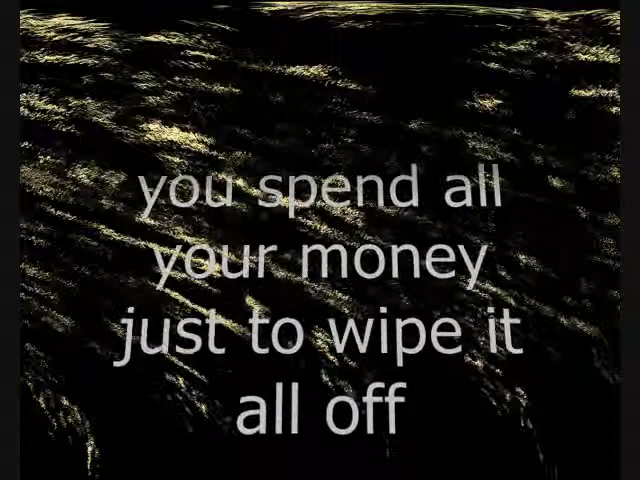 you spend all
your money
just to wipe it
all off